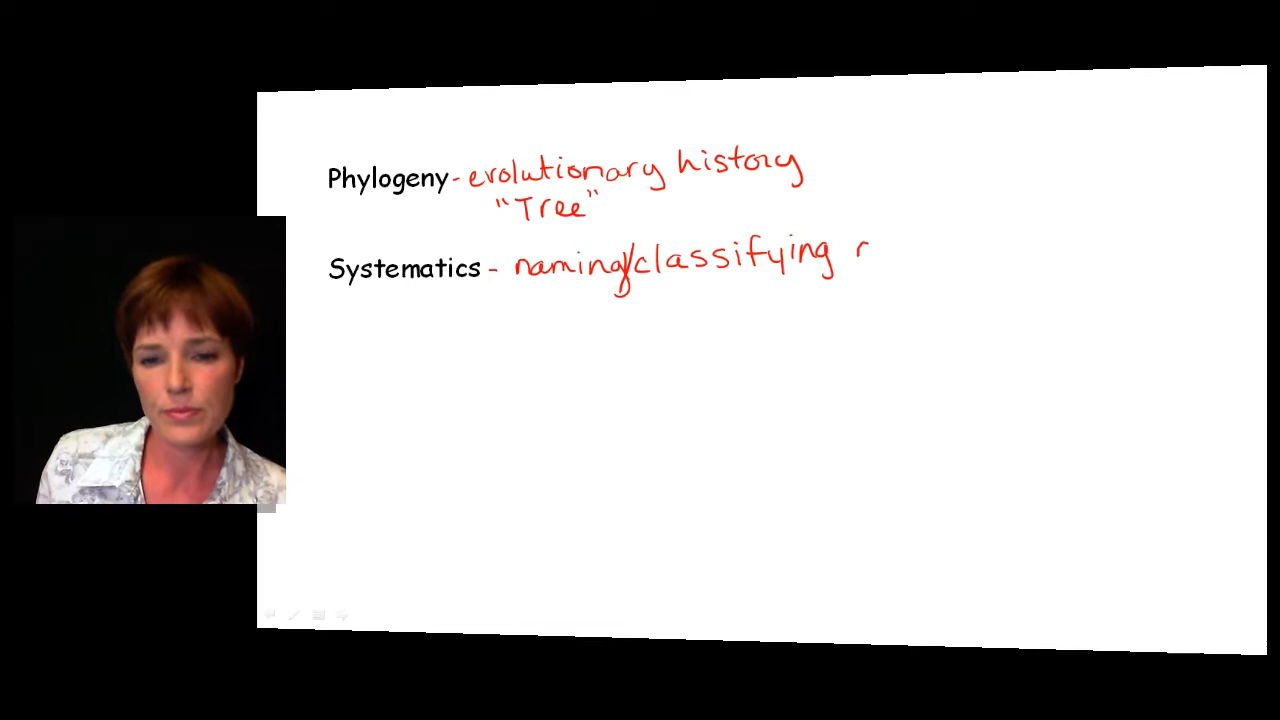 Phylogeny - evolutionary history
"Tree"
Systematics - naming/classifying r